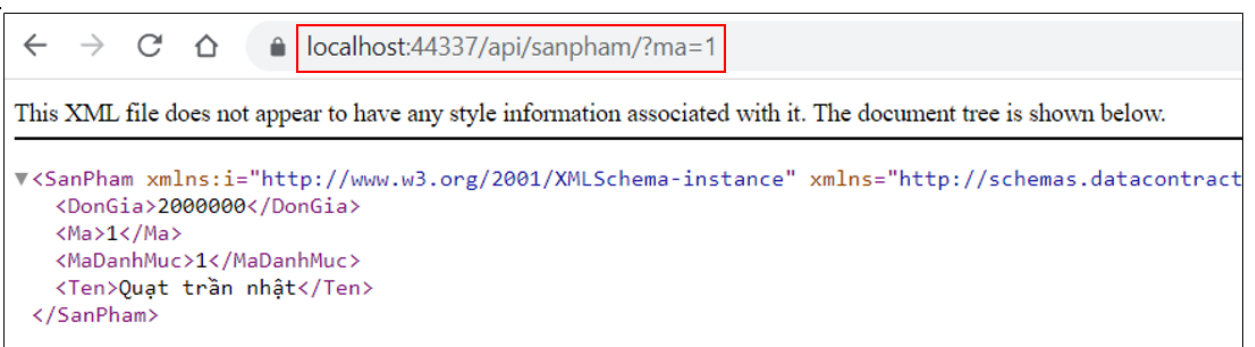 localhost:44337/api/sanpham/?ma=1
This XML file does not appear to have any style information associated with it. The document tree is shown below.
▼<SanPham xmlns:i="http://www.w3.org/2001/XMLSchema-instance" xmlns="http://schemas.datacontract
<DonGia>2000000</DonGia>
<Ma>1</Ma>
<MaDanhMuc>1</MaDanhMuc>
<Ten>Quạt trần nhật</Ten>
</SanPham>